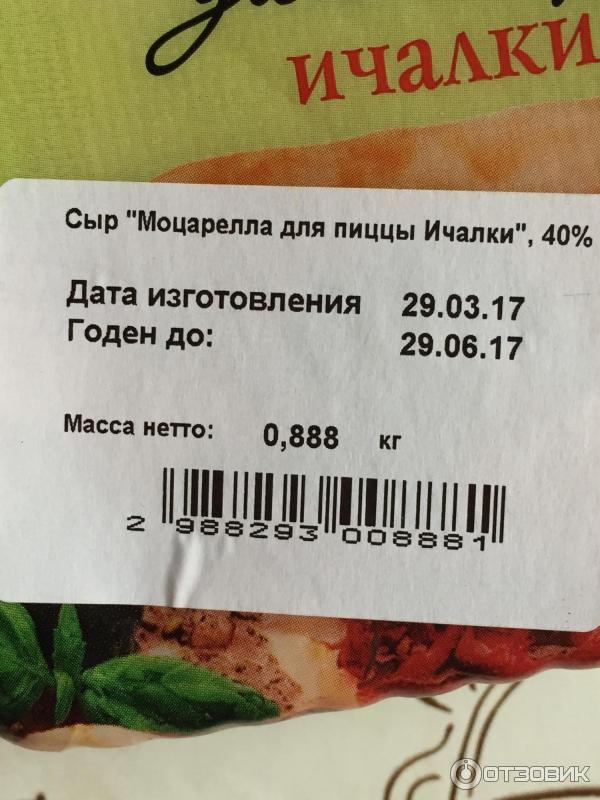 ичалки
Сыр "Моцарелла для пиццы Ичалки", 40%
Дата изготовления 29.03.17
Годен до: 29.06.17
Масса нетто: 0,888 кг
2 988293 008881
ОТЗОВИК